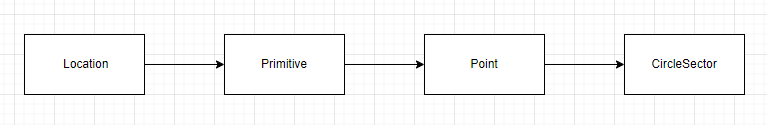 Location
Primitive
Point
CircleSector